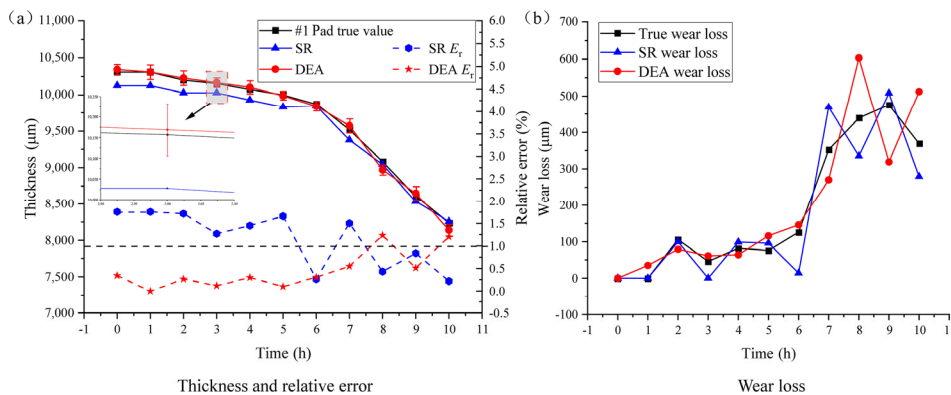 (a)
#1 Pad true value
SR
SR Er
DEA
DEA Er
11,000
10,500
10,000
9,500
9,000
8,500
8,000
7,500
7,000
Thickness (μm)
6.0
5.5
5.0
4.5
4.0
3.5
3.0
2.5
2.0
1.5
1.0
0.5
0.0
-0.5
Relative error (%)
-1 0 1 2 3 4 5 6 7 8 9 10 11
Time (h)
Thickness and relative error
(b)
True wear loss
SR wear loss
DEA wear loss
700
600
500
400
300
200
100
0
-100
Wear loss (μm)
-1 0 1 2 3 4 5 6 7 8 9 10 1
Time (h)
Wear loss